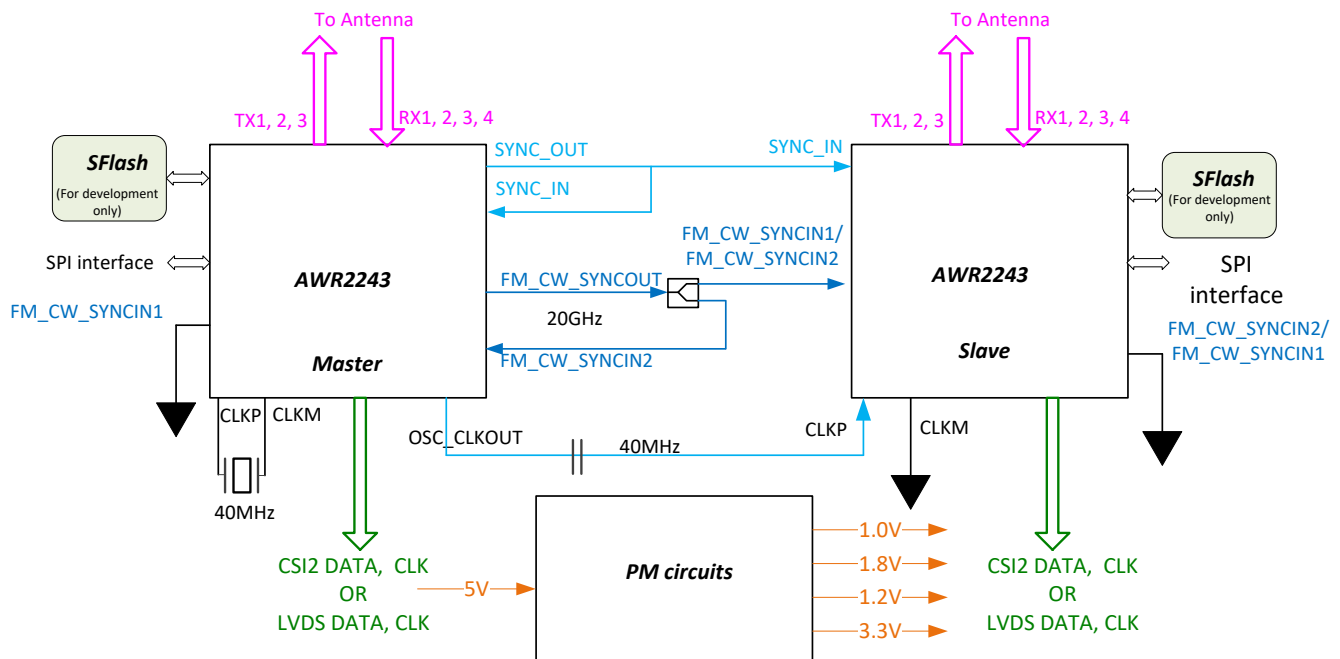 To Antenna
To Antenna
TX1, 2, 3
RX1, 2, 3, 4
TX1, 2, 3
RX1, 2, 3, 4
SFlash
(For development
only)
SYNC_OUT
SYNC_IN
SYNC_IN
SFlash
(For development
only)
SPI interface
AWR2243
FM_CW_SYNCIN1
Master
FM_CW_SYNCOUT
20GHz
FM_CW_SYNCIN2
FM_CW_SYNCIN1/
FM_CW_SYNCIN2
AWR2243
Slave
SPI
interface
FM_CW_SYNCIN2/
FM_CW_SYNCIN1
CLKP
CLKM
40MHz
OSC_CLKOUT
40MHz
CLKP
CLKM
CSI2 DATA, CLK
OR
LVDS DATA, CLK
5V
PM circuits
1.0V
1.8V
1.2V
3.3V
CSI2 DATA, CLK
OR
LVDS DATA, CLK